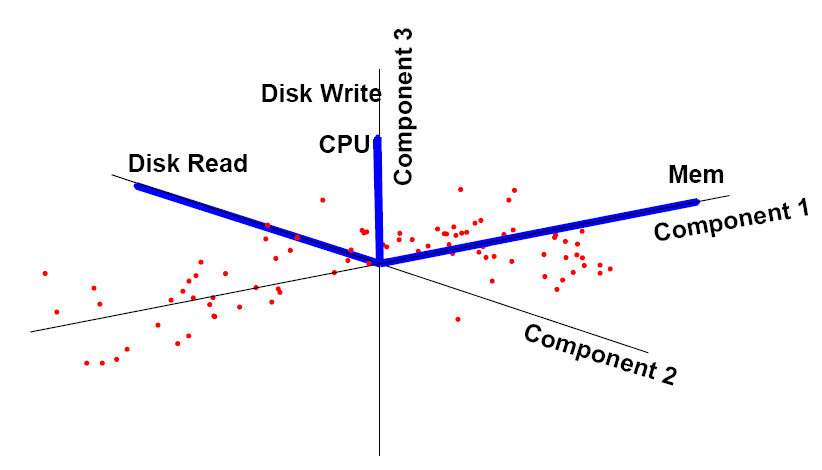 Component 3
Disk Write
CPU
Disk Read
Mem
Component 1
Component 2